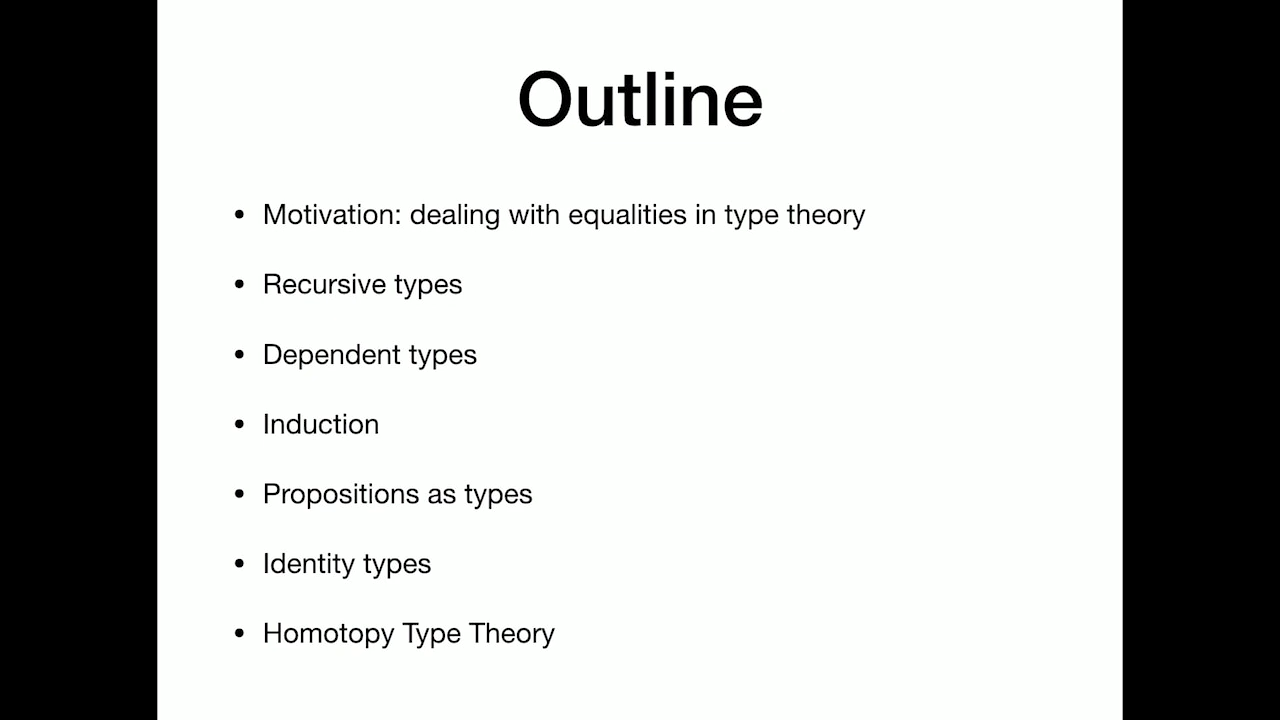 Outline
• Motivation: dealing with equalities in type theory
• Recursive types
• Dependent types
• Induction
• Propositions as types
• Identity types
• Homotopy Type Theory